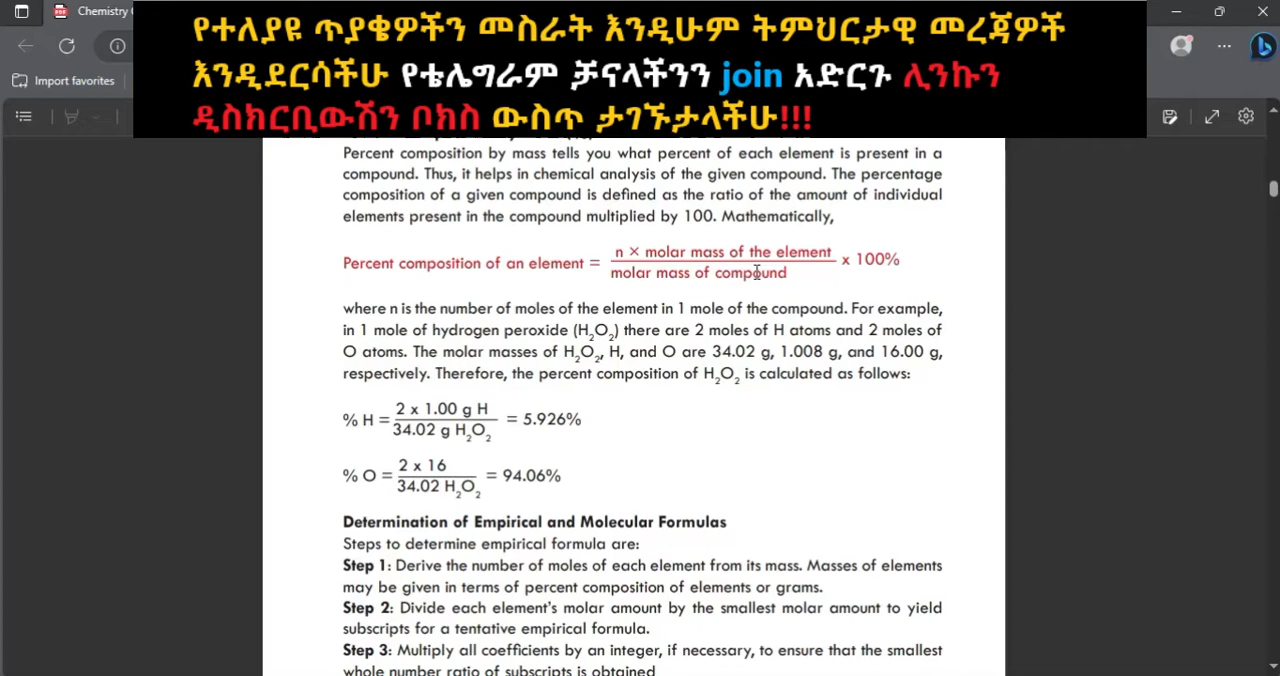 የተለያዩ ጥያቄዎችን መስራት እንዲሁም ትምህርታዊ መረጃዎች
እንዲደርሳችሁ የቴሌግራም ቻናላችንን join አድርጉ ሊንኩን
ዲስክርቢውሽን ቦክስ ውስጥ ታገኙታላችሁ!!!
Chemistry
Import favorites
Percent composition by mass tells you what percent of each element is present in a
compound. Thus, it helps in chemical analysis of the given compound. The percentage
composition of a given compound is defined as the ratio of the amount of individual
elements present in the compound multiplied by 100. Mathematically,
Percent composition of an element = n × molar mass of the element / molar mass of compound x 100%
where n is the number of moles of the element in 1 mole of the compound. For example,
in 1 mole of hydrogen peroxide (H₂O₂) there are 2 moles of H atoms and 2 moles of
O atoms. The molar masses of H₂O₂, H, and O are 34.02 g, 1.008 g, and 16.00 g,
respectively. Therefore, the percent composition of H₂O₂ is calculated as follows:
% H = 2 x 1.00 g H / 34.02 g H₂O₂ = 5.926%
% O = 2 x 16 / 34.02 H₂O₂ = 94.06%
Determination of Empirical and Molecular Formulas
Steps to determine empirical formula are:
Step 1: Derive the number of moles of each element from its mass. Masses of elements
may be given in terms of percent composition of elements or grams.
Step 2: Divide each element's molar amount by the smallest molar amount to yield
subscripts for a tentative empirical formula.
Step 3: Multiply all coefficients by an integer, if necessary, to ensure that the smallest
whole number ratio of subscripts is obtained